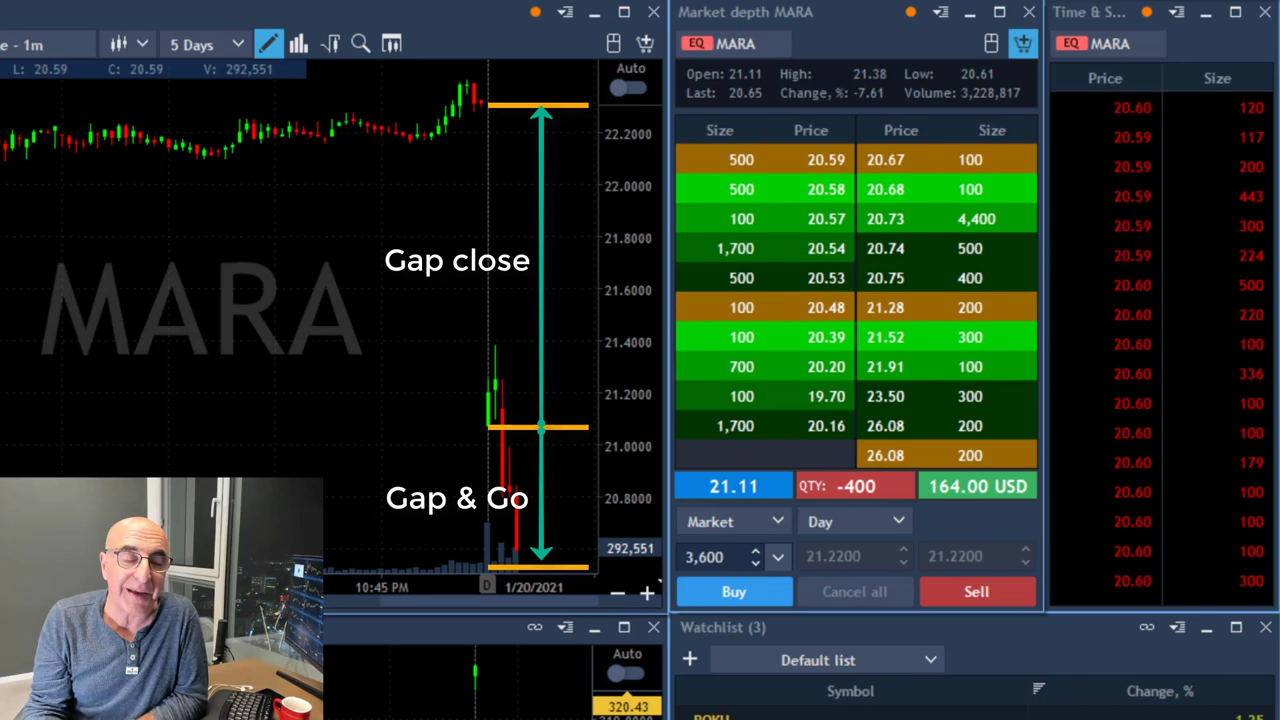 Market depth MARA
Time & S...
e - 1m
5 Days
EQ MARA
EQ MARA
L: 20.59 C: 20.59 V: 292,551
Auto
Open: 21.11 High: 21.38 Low: 20.61
Last: 20.65 Change, %: -7.61 Volume: 3,228,817
Price Size
Size Price Price Size
500 20.59 20.67 100
500 20.58 20.68 100
100 20.57 20.73 4,400
1,700 20.54 20.74 500
500 20.53 20.75 400
100 20.48 21.28 200
100 20.39 21.52 300
700 20.20 21.91 100
100 19.70 23.50 300
1,700 20.16 26.08 200
26.08 200
20.60 120
20.59 117
20.59 200
20.59 443
20.59 300
20.59 224
20.60 500
20.60 220
20.60 100
20.60 336
20.60 100
20.60 100
20.60 179
20.60 100
20.60 100
20.60 100
20.60 300
22.2000
22.0000
21.8000
21.6000
21.4000
21.2000
21.0000
20.8000
292,551
Gap close
MARA
Gap & Go
10:45 PM D 1/20/2021
21.11 QTY: -400 164.00 USD
Market Day
3,600 21.2200 21.2200
Buy Cancel all Sell
Auto
320.43
Watchlist (3)
Default list
Symbol Change, %